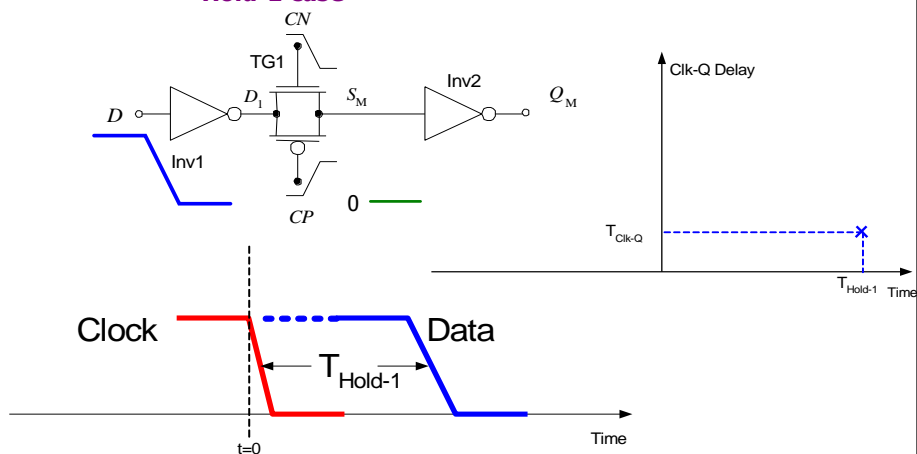 CN
TG1
Clk-Q Delay
Inv2
D
D1
SM
QM
Inv1
0
CP
TClk-Q
THold-1
Time
Clock
Data
THold-1
Time
t=0